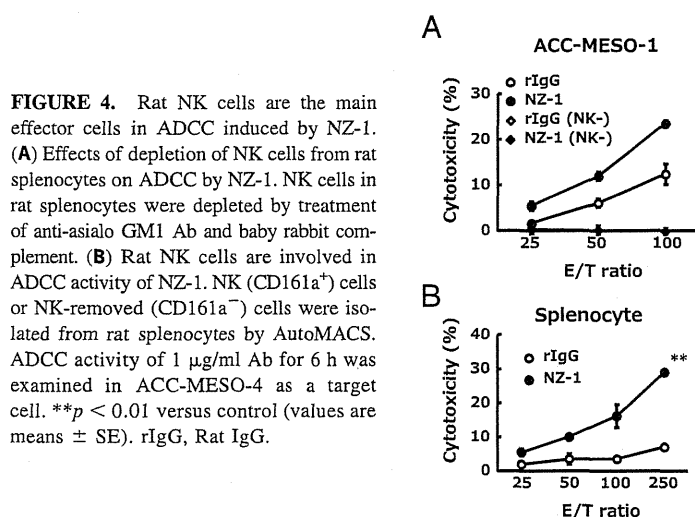 FIGURE 4. Rat NK cells are the main
effector cells in ADCC induced by NZ-1.
(A) Effects of depletion of NK cells from rat
splenocytes on ADCC by NZ-1. NK cells in
rat splenocytes were depleted by treatment
of anti-asialo GM1 Ab and baby rabbit com-
plement. (B) Rat NK cells are involved in
ADCC activity of NZ-1. NK (CD161a⁺) cells
or NK-removed (CD161a⁻) cells were iso-
lated from rat splenocytes by AutoMACS.
ADCC activity of 1 μg/ml Ab for 6 h was
examined in ACC-MESO-4 as a target
cell. **p < 0.01 versus control (values are
means ± SE). rIgG, Rat IgG.
A
ACC-MESO-1
rIgG
NZ-1
rIgG (NK-)
NZ-1 (NK-)
Cytotoxicity (%)
30
20
10
0
25 50 100
E/T ratio
B
Splenocyte
rIgG
NZ-1
**
Cytotoxicity (%)
40
30
20
10
0
25 50 100 250
E/T ratio